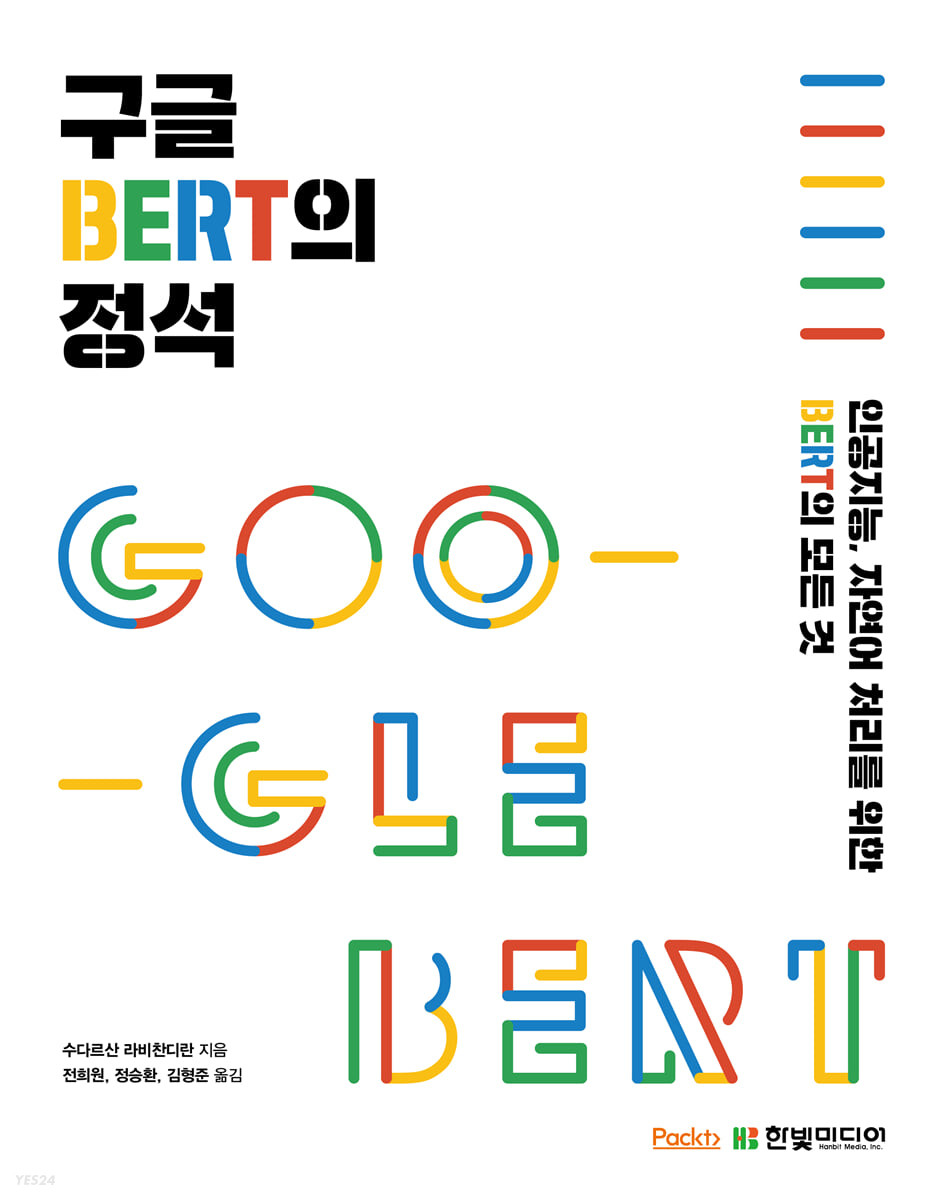 구글
BERT의
정석
인공지능, 자연어 처리를 위한
BERT의 모든 것
GOO-
-GLE
BERT
수다르산 라비찬디란 지음
전희원, 정승환, 김형준 옮김
Packt>
HB 한빛미디어
Hanbit Media, Inc.
YES24